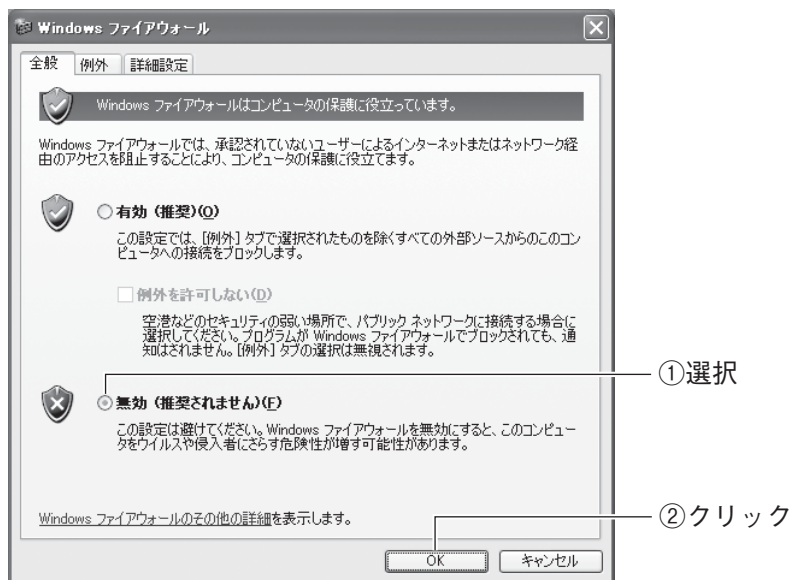 Windows ファイアウォール
全般 例外 詳細設定
Windows ファイアウォールはコンピュータの保護に役立っています。
Windows ファイアウォールでは、承認されていないユーザーによるインターネットまたはネットワーク経
由のアクセスを阻止することにより、コンピュータの保護に役立てます。
有効（推奨）(O)
この設定では、[例外] タブで選択されたものを除くすべての外部ソースからのこのコン
ピュータへの接続をブロックします。
例外を許可しない(D)
空港などのセキュリティの弱い場所で、パブリック ネットワークに接続する場合に
選択してください。プログラムが Windows ファイアウォールでブロックされても、通
知はされません。[例外] タブの選択は無視されます。
①選択
無効（推奨されません）(F)
この設定は避けてください。Windows ファイアウォールを無効にすると、このコンピュー
タをウイルスや侵入者にさらす危険性が増す可能性があります。
Windows ファイアウォールのその他の詳細を表示します。
②クリック
OK キャンセル